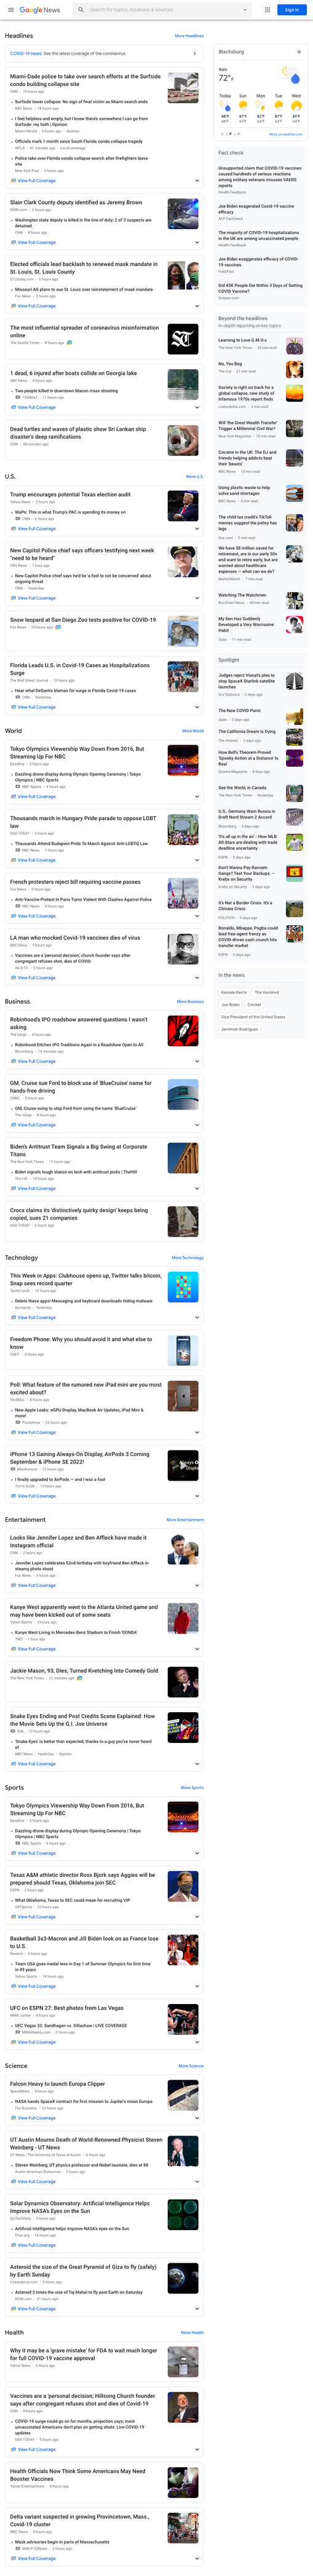 Google News
Search for topics, locations & sources
Sign in
Headlines
More Headlines
COVID-19 news: See the latest coverage of the coronavirus
Miami-Dade police to take over search efforts at the Surfside
condo building collapse site
CNN · 16 hours ago
Surfside tower collapse: No sign of final victim as Miami search ends
BBC News · 18 hours ago
I feel helpless and empty, but I know there's somewhere I can go from
Surfside: my faith | Opinion
Miami Herald · 8 hours ago · Opinion
Officials mark 1 month since South Florida condo collapse tragedy
WPLG · 41 minutes ago · Local coverage
Police take over Florida condo collapse search after firefighters leave
site
New York Post · 5 hours ago
View Full Coverage
Slain Clark County deputy identified as Jeremy Brown
KGW.com · 3 hours ago
Washington state deputy is killed in the line of duty; 2 of 3 suspects are
detained
CNN · 8 hours ago
View Full Coverage
Elected officials lead backlash to renewed mask mandate in
St. Louis, St. Louis County
STLtoday.com · 5 hours ago
Missouri AG plans to sue St. Louis over reinstatement of mask mandate
Fox News · 5 hours ago
View Full Coverage
The most influential spreader of coronavirus misinformation
online
The Seattle Times · 8 hours ago
1 dead, 6 injured after boats collide on Georgia lake
ABC News · 4 hours ago
Two people killed in downtown Macon mass shooting
13WMAZ · 11 hours ago
View Full Coverage
Dead turtles and waves of plastic show Sri Lankan ship
disaster's deep ramifications
CNN · 48 minutes ago
U.S.
More U.S.
Trump encourages potential Texas election audit
Yahoo News · 2 hours ago
WaPo: This is what Trump's PAC is spending its money on
CNN · 6 hours ago
View Full Coverage
New Capitol Police chief says officers testifying next week
"need to be heard"
CBS News · 1 hour ago
New Capitol Police chief says he'd be 'a fool to not be concerned' about
ongoing threat
CNN · Yesterday
View Full Coverage
Snow leopard at San Diego Zoo tests positive for COVID-19
Fox News · 10 hours ago
Florida Leads U.S. in Covid-19 Cases as Hospitalizations
Surge
The Wall Street Journal · 12 hours ago
Hear what DeSantis blames for surge in Florida Covid-19 cases
CNN · Yesterday
View Full Coverage
World
More World
Tokyo Olympics Viewership Way Down From 2016, But
Streaming Up For NBC
Deadline · 3 hours ago
Dazzling drone display during Olympic Opening Ceremony | Tokyo
Olympics | NBC Sports
NBC Sports · 6 hours ago
View Full Coverage
Thousands march in Hungary Pride parade to oppose LGBT
law
USA TODAY · 3 hours ago
Thousands Attend Budapest Pride To March Against Anti-LGBTQ Law
NBC News · 7 hours ago
View Full Coverage
French protesters reject bill requiring vaccine passes
Fox News · 5 hours ago
Anti-Vaccine Protest In Paris Turns Violent With Clashes Against Police
NBC News · 4 hours ago
View Full Coverage
LA man who mocked Covid-19 vaccines dies of virus
BBC News · 3 hours ago
Vaccines are a 'personal decision,' church founder says after
congregant refuses shot, dies of COVID
WCVB · 5 hours ago
View Full Coverage
Business
More Business
Robinhood's IPO roadshow answered questions I wasn't
asking
The Verge · 9 hours ago
Robinhood Ditches IPO Traditions Again in a Roadshow Open to All
Bloomberg · 18 minutes ago
View Full Coverage
GM, Cruise sue Ford to block use of 'BlueCruise' name for
hands-free driving
CNBC · 3 hours ago
GM, Cruise suing to stop Ford from using the name 'BlueCruise'
The Verge · 8 hours ago
View Full Coverage
Biden's Antitrust Team Signals a Big Swing at Corporate
Titans
The New York Times · 11 hours ago
Biden signals tough stance on tech with antitrust picks | TheHill
The Hill · 18 hours ago
View Full Coverage
Crocs claims its 'distinctively quirky design' keeps being
copied, sues 21 companies
USA TODAY · 2 hours ago
Technology
More Technology
This Week in Apps: Clubhouse opens up, Twitter talks bitcoin,
Snap sees record quarter
TechCrunch · 10 hours ago
Delete these apps! Messaging and keyboard downloads hiding malware
Komando · Yesterday
View Full Coverage
Freedom Phone: Why you should avoid it and what else to
know
CNET · 4 hours ago
Poll: What feature of the rumored new iPad mini are you most
excited about?
9to5Mac · 8 hours ago
New Apple Leaks: eGPU Display, MacBook Air Updates, iPad Mini &
more!
Pocketnow · 22 hours ago
View Full Coverage
iPhone 13 Gaining Always-On Display, AirPods 3 Coming
September & iPhone SE 2022!
MacRumors · 12 hours ago
I finally upgraded to AirPods — and I was a fool
Tom's Guide · 13 hours ago
View Full Coverage
Entertainment
More Entertainment
Looks like Jennifer Lopez and Ben Affleck have made it
Instagram official
CNN · 3 hours ago
Jennifer Lopez celebrates 52nd birthday with boyfriend Ben Affleck in
steamy photo shoot
Fox News · 3 hours ago
View Full Coverage
Kanye West apparently went to the Atlanta United game and
may have been kicked out of some seats
Yahoo Sports · 3 hours ago
Kanye West Living in Mercedes-Benz Stadium to Finish 'DONDA'
TMZ · 1 hour ago
View Full Coverage
Jackie Mason, 93, Dies; Turned Kvetching Into Comedy Gold
The New York Times · 21 minutes ago
Snake Eyes Ending and Post Credits Scene Explained: How
the Movie Sets Up the G.I. Joe Universe
IGN · 12 hours ago
'Snake Eyes' is better than expected, thanks to a guy you've never heard
of
NBC News · Yesterday · Opinion
View Full Coverage
Sports
More Sports
Tokyo Olympics Viewership Way Down From 2016, But
Streaming Up For NBC
Deadline · 3 hours ago
Dazzling drone display during Olympic Opening Ceremony | Tokyo
Olympics | NBC Sports
NBC Sports · 6 hours ago
View Full Coverage
Texas A&M athletic director Ross Bjork says Aggies will be
prepared should Texas, Oklahoma join SEC
ESPN · 2 hours ago
What Oklahoma, Texas to SEC could mean for recruiting VIP
247Sports · 10 hours ago
View Full Coverage
Basketball 3x3-Macron and Jill Biden look on as France lose
to U.S.
Reuters · 6 hours ago
Team USA goes medal-less in Day 1 of Summer Olympics for first time
in 49 years
Yahoo Sports · 14 hours ago
View Full Coverage
UFC on ESPN 27: Best photos from Las Vegas
MMA Junkie · 4 hours ago
UFC Vegas 32: Sandhagen vs. Dillashaw | LIVE COVERAGE
MMAWeekly.com · 2 hours ago
View Full Coverage
Science
More Science
Falcon Heavy to launch Europa Clipper
SpaceNews · 9 hours ago
NASA hands SpaceX contract for first mission to Jupiter's moon Europa
Fox Business · 12 hours ago
View Full Coverage
UT Austin Mourns Death of World-Renowned Physicist Steven
Weinberg - UT News
UT News | The University of Texas at Austin · 6 hours ago
Steven Weinberg, UT physics professor and Nobel laureate, dies at 88
Austin American-Statesman · 5 hours ago
View Full Coverage
Solar Dynamics Observatory: Artificial Intelligence Helps
Improve NASA's Eyes on the Sun
SciTechDaily · 4 hours ago
Artificial intelligence helps improve NASA's eyes on the Sun
Phys.org · 16 hours ago
View Full Coverage
Asteroid the size of the Great Pyramid of Giza to fly (safely)
by Earth Sunday
Livescience.com · 6 hours ago
Asteroid 3 times the size of Taj Mahal to fly past Earth on Saturday
KGW.com · 21 hours ago
View Full Coverage
Health
More Health
Why it may be a 'grave mistake' for FDA to wait much longer
for full COVID-19 vaccine approval
Yahoo News · 4 hours ago
Vaccines are a 'personal decision,' Hillsong Church founder
says after congregant refuses shot and dies of Covid-19
CNN · 9 hours ago
COVID-19 surge could go on for months, projection says; most
unvaccinated Americans don't plan on getting shots: Live COVID-19
updates
USA TODAY · 5 hours ago
View Full Coverage
Health Officials Now Think Some Americans May Need
Booster Vaccines
Yahoo Entertainment · 8 hours ago
Delta variant suspected in growing Provincetown, Mass.,
Covid-19 cluster
NBC News · 3 hours ago
Mask advisories begin in parts of Massachusetts
WHDH · 2 hours ago
View Full Coverage
Blacksburg
Rain
72°F
Today
Sun
Mon
Tue
Wed
C | F | K
More on weather.com
Fact check
Unsupported claim that COVID-19 vaccines
caused hundreds of serious reactions
among military veterans misuses VAERS
reports
Health Feedback
Joe Biden exaggerated Covid-19 vaccine
efficacy
AFP Factcheck
The majority of COVID-19 hospitalizations
in the UK are among unvaccinated people
Health Feedback
Joe Biden exaggerates efficacy of COVID-
19 vaccines
PolitiFact
Did 45K People Die Within 3 Days of Getting
COVID Vaccine?
Snopes.com
Beyond the headlines
In-depth reporting on key topics
Learning to Love G.M.O.s
The New York Times · 33 min read
No, You Beg
The Cut · 21 min read
Society is right on track for a
global collapse, new study of
infamous 1970s report finds
Livescience.com · 3 min read
Will 'the Great Wealth Transfer'
Trigger a Millennial Civil War?
New York Magazine · 19 min read
Cocaine in the UK: The DJ and
friends helping addicts beat
their 'beasts'
BBC News · 12 min read
Using plastic waste to help
solve sand shortages
BBC News · 4 min read
The child tax credit's TikTok
memes suggest the policy has
legs
Vox.com · 5 min read
We have $8 million saved for
retirement, are in our early 50s
and want to retire early, but are
worried about healthcare
expenses — what can we do?
MarketWatch · 7 min read
Watching The Watchmen
BuzzFeed News · 40 min read
My Son Has Suddenly
Developed a Very Worrisome
Habit
Slate · 11 min read
Spotlight
Judges reject Viasat's plea to
stop SpaceX Starlink satellite
launches
Ars Technica · 2 days ago
The New COVID Panic
Slate · 3 days ago
The California Dream Is Dying
The Atlantic · 3 days ago
How Bell's Theorem Proved
'Spooky Action at a Distance' Is
Real
Quanta Magazine · 4 days ago
See the World, in Canada
The New York Times · Yesterday
U.S., Germany Warn Russia in
Draft Nord Stream 2 Accord
Bloomberg · 4 days ago
'It's all up in the air' - How MLB
All-Stars are dealing with trade
deadline uncertainty
ESPN · 5 days ago
Don't Wanna Pay Ransom
Gangs? Test Your Backups. –
Krebs on Security
Krebs on Security · 5 days ago
It's Not a Border Crisis. It's a
Climate Crisis.
POLITICO · 5 days ago
Ronaldo, Mbappe, Pogba could
lead free-agent frenzy as
COVID-driven cash crunch hits
transfer market
ESPN · 5 days ago
In the news
Kamala Harris
The Hundred
Joe Biden
Cricket
Vice President of the United States
Jemimah Rodrigues